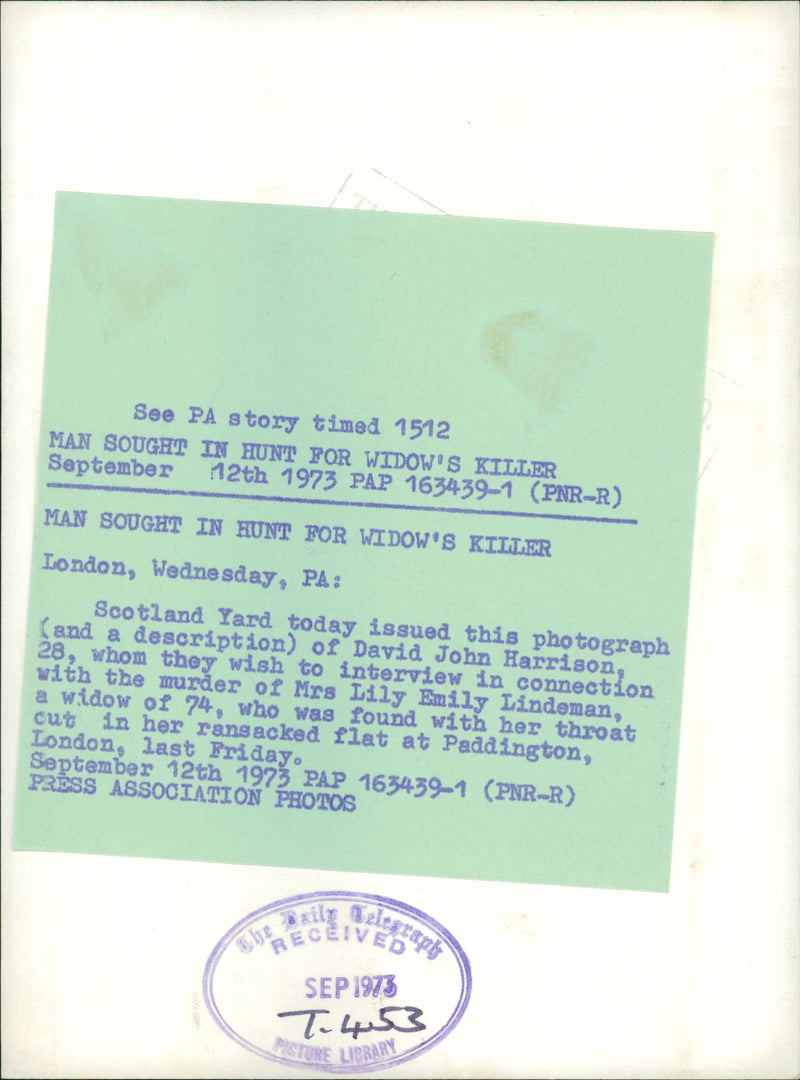 See PA story timed 1512
MAN SOUGHT IN HUNT FOR WIDOW'S KILLER
September 12th 1973 PAP 163439-1 (PNR-R)
MAN SOUGHT IN HUNT FOR WIDOW'S KILLER
London, Wednesday, PA:
Scotland Yard today issued this photograph
(and a description) of David John Harrison,
28, whom they wish to interview in connection
with the murder of Mrs Lily Emily Lindeman,
a widow of 74, who was found with her throat
cut in her ransacked flat at Paddington,
London, last Friday.
September 12th 1973 PAP 163439-1 (PNR-R)
PRESS ASSOCIATION PHOTOS
The Daily Telegraph
RECEIVED
SEP 1973
T. 453
PICTURE LIBRARY